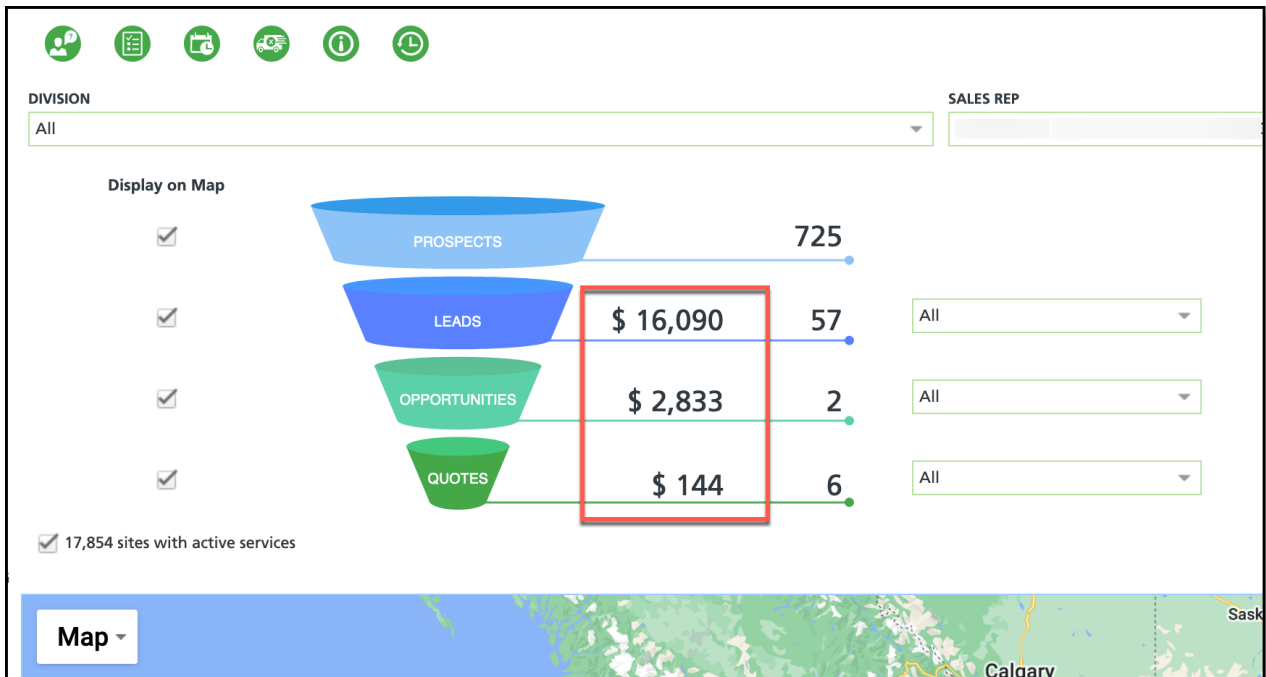 DIVISION
SALES REP
All
Display on Map
PROSPECTS 725
LEADS $ 16,090 57 All
OPPORTUNITIES $ 2,833 2 All
QUOTES $ 144 6 All
17,854 sites with active services
Map
Sask
Calgary